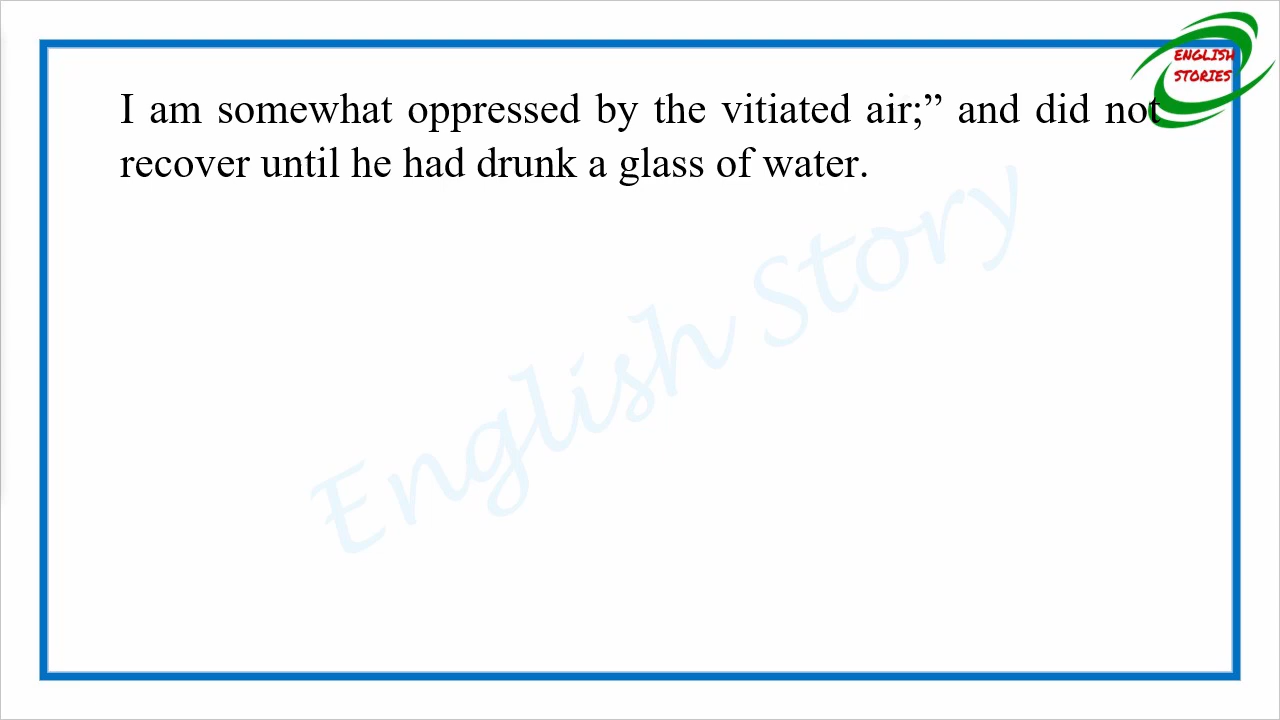 ENGLISH
STORIES
I am somewhat oppressed by the vitiated air;” and did not
recover until he had drunk a glass of water.
English Story